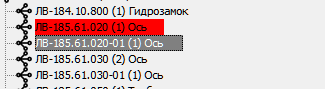 ЛВ-184.10.800 (1) Гидрозамок
ЛВ-185.61.020 (1) Ось
ЛВ-185.61.020-01 (1) Ось
ЛВ-185.61.030 (2) Ось
ЛВ-185.61.030-01 (1) Ось